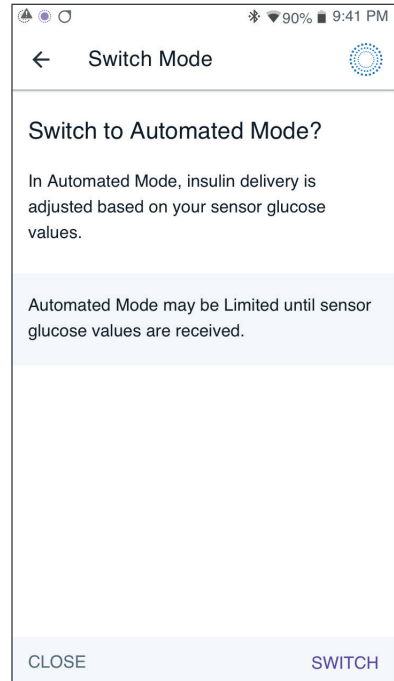 90% 9:41 PM
Switch Mode
Switch to Automated Mode?
In Automated Mode, insulin delivery is
adjusted based on your sensor glucose
values.
Automated Mode may be Limited until sensor
glucose values are received.
CLOSE SWITCH